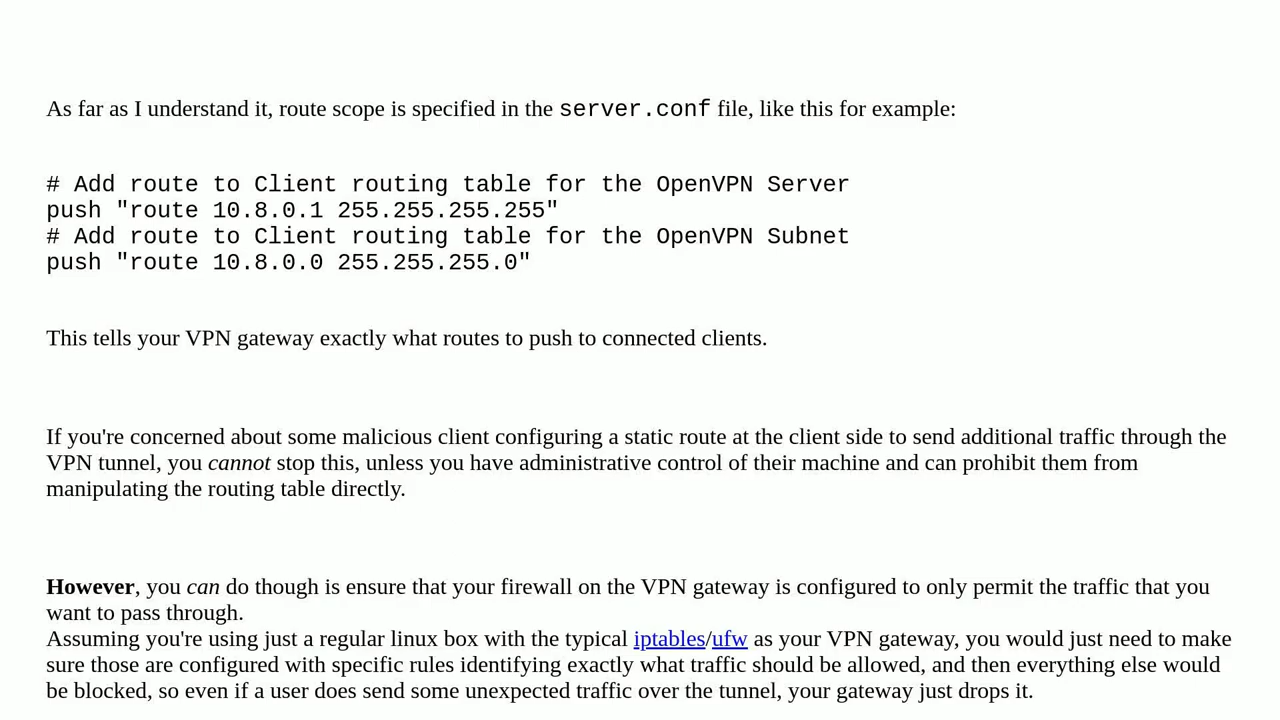 As far as I understand it, route scope is specified in the server.conf file, like this for example:
# Add route to Client routing table for the OpenVPN Server
push "route 10.8.0.1 255.255.255.255"
# Add route to Client routing table for the OpenVPN Subnet
push "route 10.8.0.0 255.255.255.0"
This tells your VPN gateway exactly what routes to push to connected clients.
If you're concerned about some malicious client configuring a static route at the client side to send additional traffic through the
VPN tunnel, you cannot stop this, unless you have administrative control of their machine and can prohibit them from
manipulating the routing table directly.
However, you can do though is ensure that your firewall on the VPN gateway is configured to only permit the traffic that you
want to pass through.
Assuming you're using just a regular linux box with the typical iptables/ufw as your VPN gateway, you would just need to make
sure those are configured with specific rules identifying exactly what traffic should be allowed, and then everything else would
be blocked, so even if a user does send some unexpected traffic over the tunnel, your gateway just drops it.